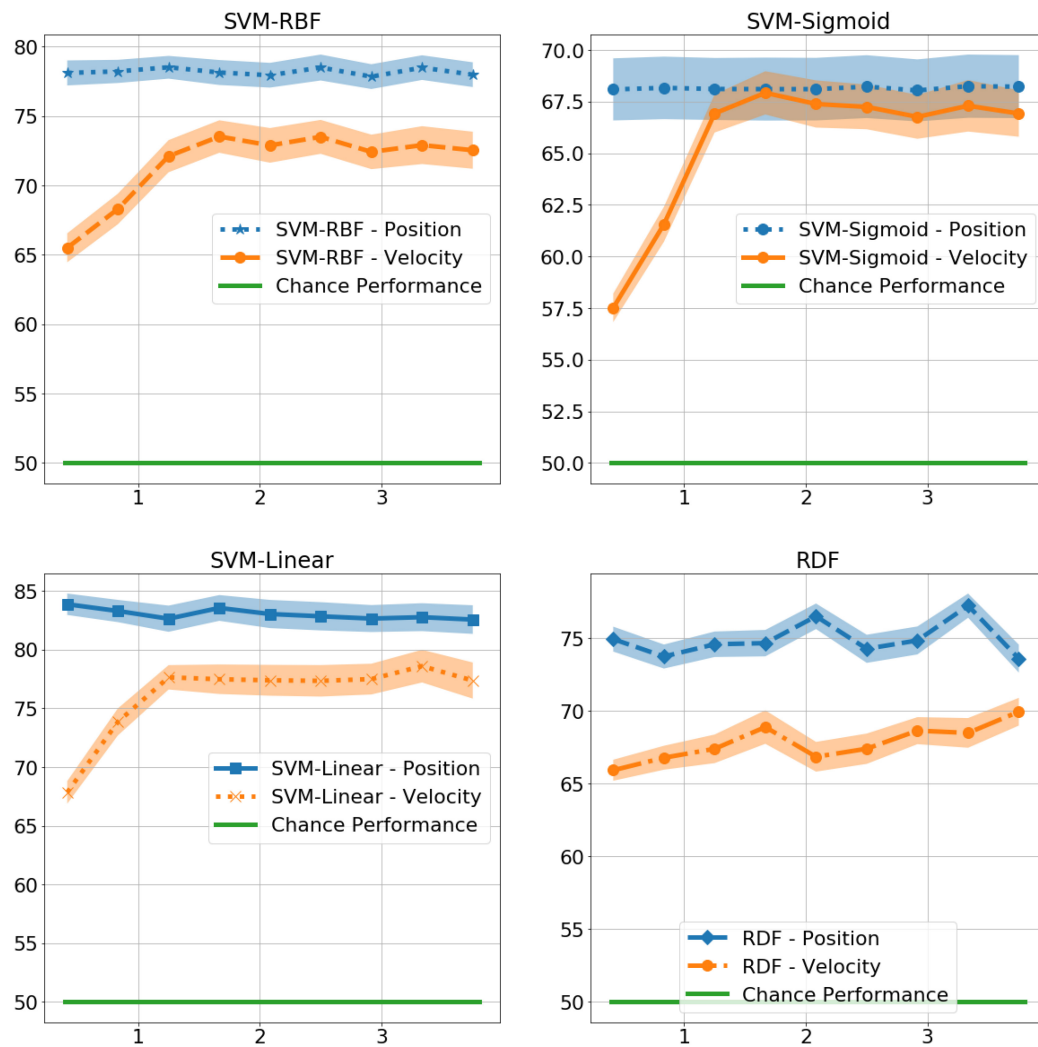 SVM-RBF
80
75
70
65
60
55
50
1 2 3
SVM-RBF - Position
SVM-RBF - Velocity
Chance Performance
SVM-Sigmoid
70.0
67.5
65.0
62.5
60.0
57.5
55.0
52.5
50.0
1 2 3
SVM-Sigmoid - Position
SVM-Sigmoid - Velocity
Chance Performance
SVM-Linear
85
80
75
70
65
60
55
50
1 2 3
SVM-Linear - Position
SVM-Linear - Velocity
Chance Performance
RDF
75
70
65
60
55
50
1 2 3
RDF - Position
RDF - Velocity
Chance Performance